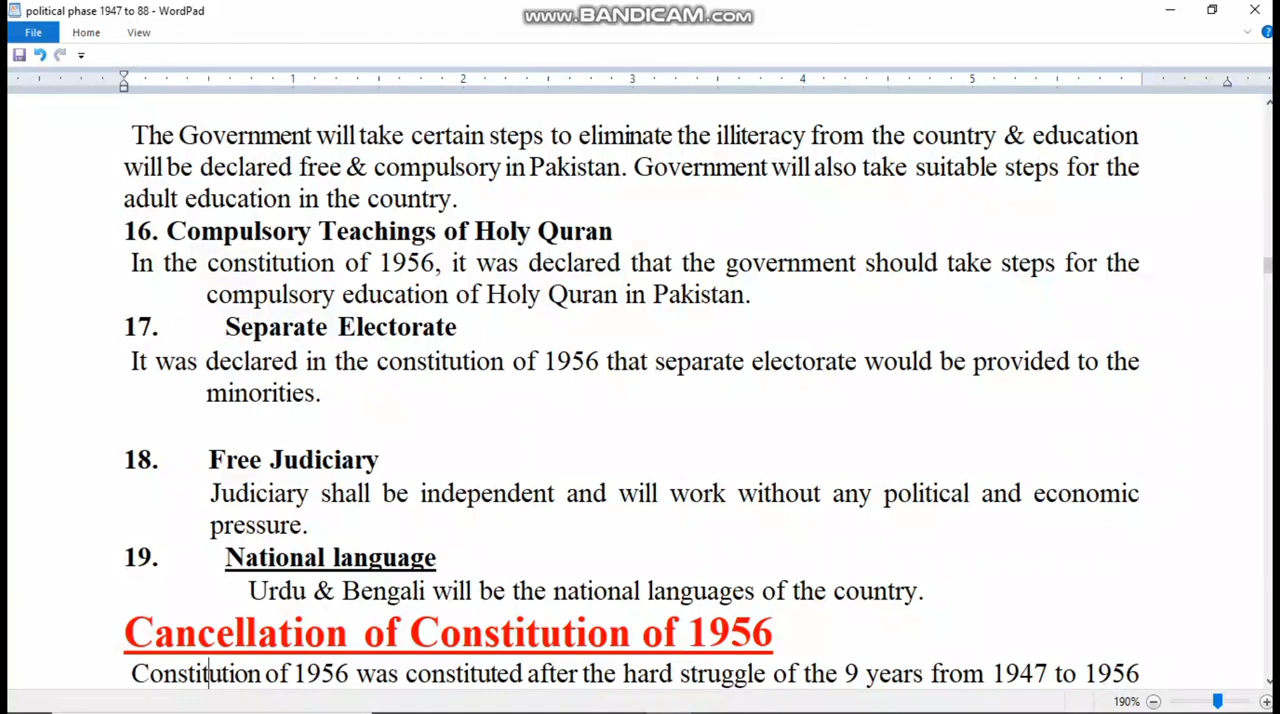 political phase 1947 to 88 - WordPad
www.BANDICAM.com
File Home View
1 2 3 4 5
The Government will take certain steps to eliminate the illiteracy from the country & education
will be declared free & compulsory in Pakistan. Government will also take suitable steps for the
adult education in the country.
16. Compulsory Teachings of Holy Quran
In the constitution of 1956, it was declared that the government should take steps for the
compulsory education of Holy Quran in Pakistan.
17. Separate Electorate
It was declared in the constitution of 1956 that separate electorate would be provided to the
minorities.
18. Free Judiciary
Judiciary shall be independent and will work without any political and economic
pressure.
19. National language
Urdu & Bengali will be the national languages of the country.
Cancellation of Constitution of 1956
Constitution of 1956 was constituted after the hard struggle of the 9 years from 1947 to 1956
190%